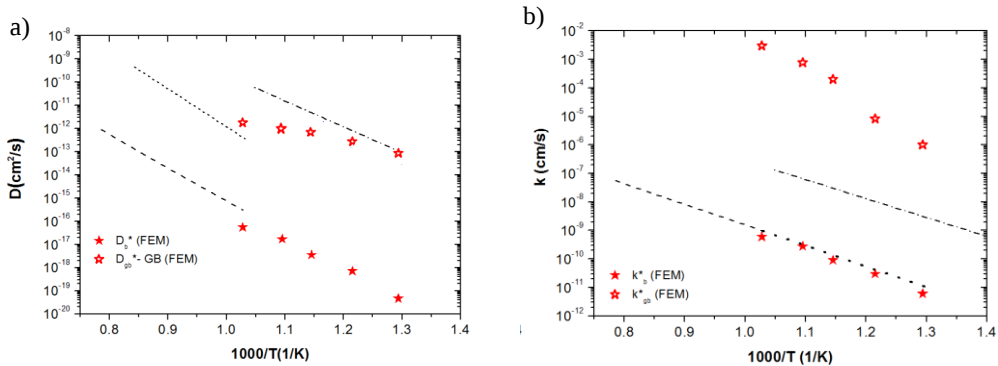 a)
D(cm²/s)
10⁻⁸
10⁻⁹
10⁻¹⁰
10⁻¹¹
10⁻¹²
10⁻¹³
10⁻¹⁴
10⁻¹⁵
10⁻¹⁶
10⁻¹⁷
10⁻¹⁸
10⁻¹⁹
10⁻²⁰
D_b* (FEM)
D_gb*- GB (FEM)
0.8 0.9 1.0 1.1 1.2 1.3 1.4
1000/T(1/K)
b)
k (cm/s)
10⁻²
10⁻³
10⁻⁴
10⁻⁵
10⁻⁶
10⁻⁷
10⁻⁸
10⁻⁹
10⁻¹⁰
10⁻¹¹
10⁻¹²
k*_b (FEM)
k*_gb (FEM)
0.8 0.9 1.0 1.1 1.2 1.3 1.4
1000/T (1/K)